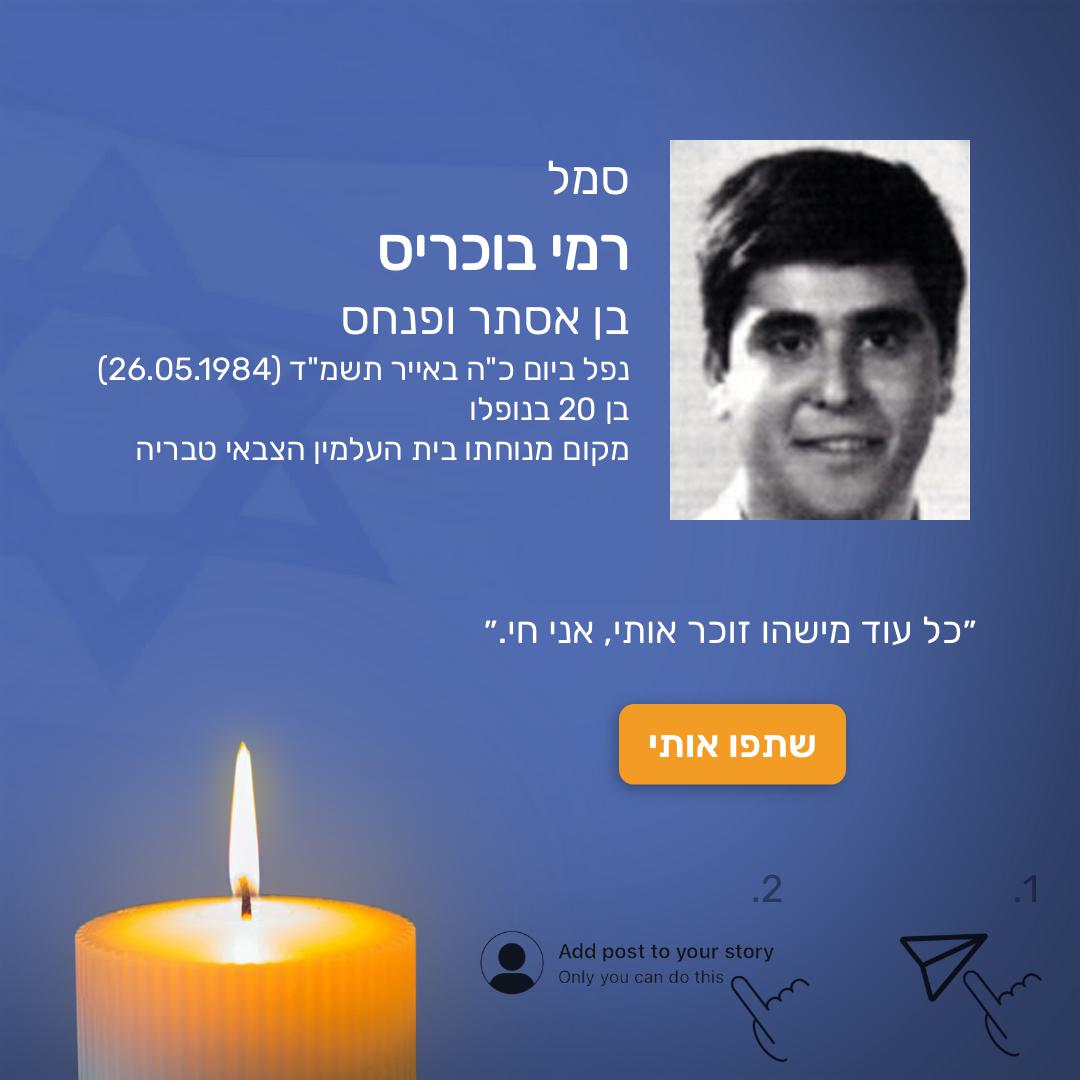 סמל
רמי בוכריס
בן אסתר ופנחס
נפל ביום כ"ה באייר תשמ"ד (26.05.1984)
בן 20 בנופלו
מקום מנוחתו בית העלמין הצבאי טבריה
״כל עוד מישהו זוכר אותי, אני חי.״
שתפו אותי
1.
2.
Add post to your story
Only you can do this